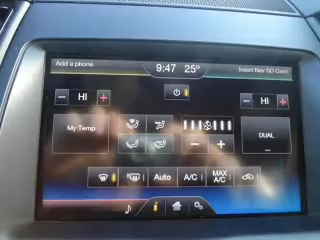 Add a phone 9:47 25° Insert Nav SD Card
− HI + − HI +
My Temp DUAL
− +
Auto A/C MAX A/C